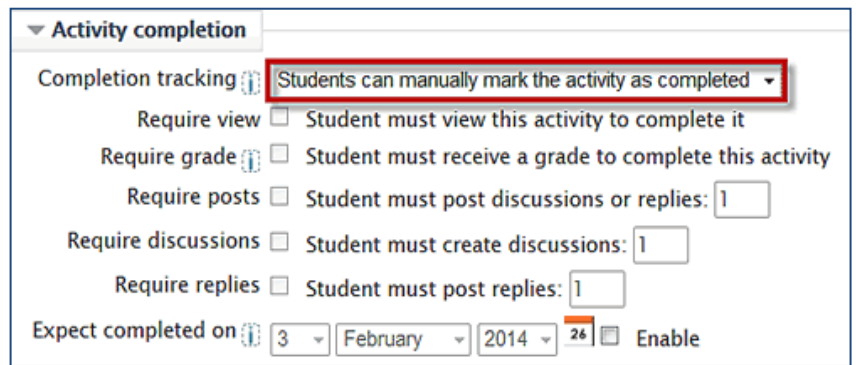 Activity completion
Completion tracking Students can manually mark the activity as completed
Require view Student must view this activity to complete it
Require grade Student must receive a grade to complete this activity
Require posts Student must post discussions or replies: 1
Require discussions Student must create discussions: 1
Require replies Student must post replies: 1
Expect completed on 3 February 2014 26 Enable